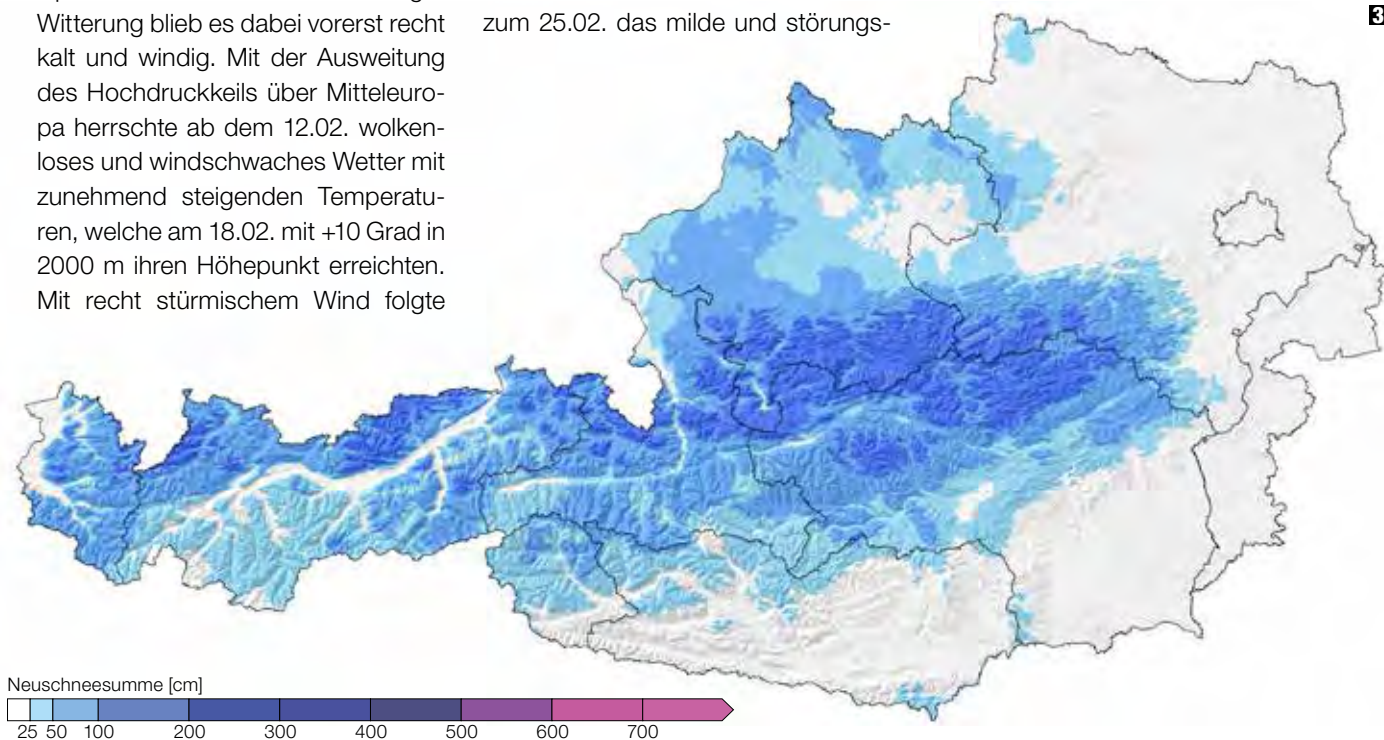 Witterung blieb es dabei vorerst recht
kalt und windig. Mit der Ausweitung
des Hochdruckkeils über Mitteleuro-
pa herrschte ab dem 12.02. wolken-
loses und windschwaches Wetter mit
zunehmend steigenden Temperatu-
ren, welche am 18.02. mit +10 Grad in
2000 m ihren Höhepunkt erreichten.
Mit recht stürmischem Wind folgte
zum 25.02. das milde und störungs-
3
Neuschneesumme [cm]
25 50 100 200 300 400 500 600 700